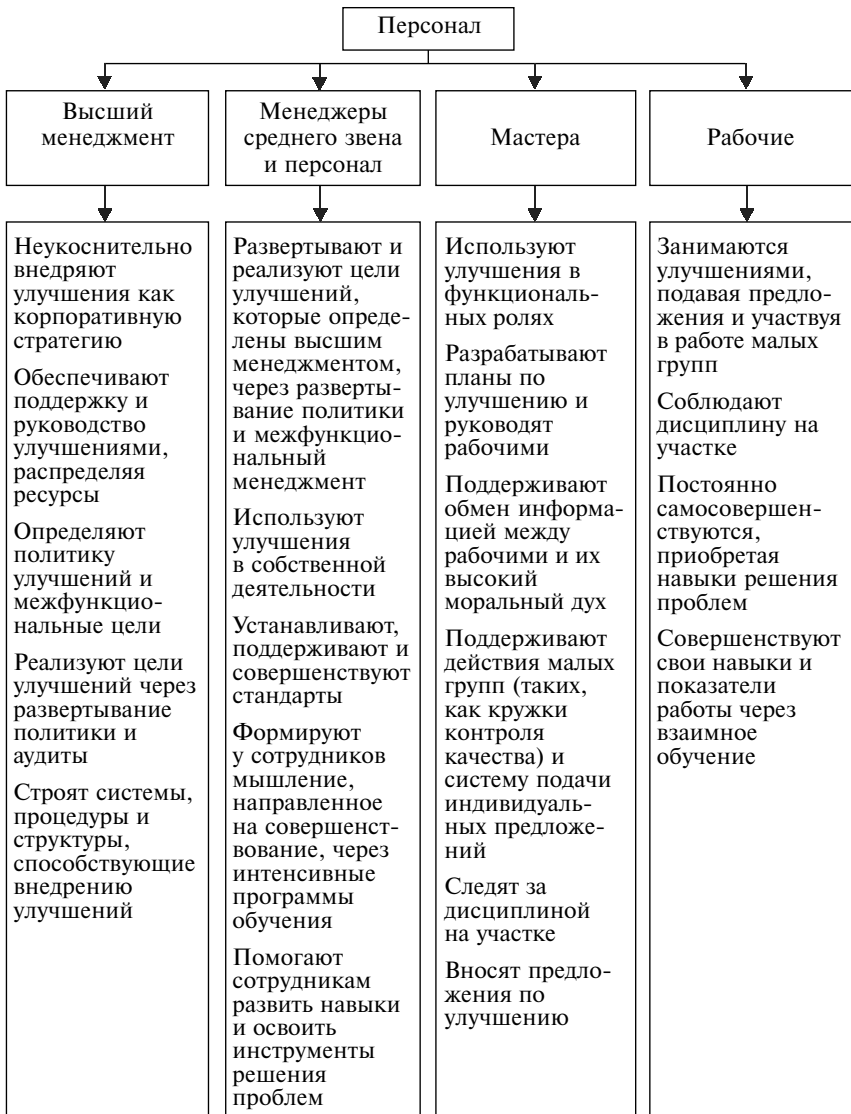 Персонал
Высший
менеджмент
Менеджеры
среднего звена
и персонал
Мастера
Рабочие
Неукоснительно
внедряют
улучшения как
корпоративную
стратегию
Обеспечивают
поддержку и
руководство
улучшениями,
распределяя
ресурсы
Определяют
политику
улучшений и
межфункцио-
нальные цели
Реализуют цели
улучшений через
развертывание
политики и
аудиты
Строят системы,
процедуры и
структуры,
способствующие
внедрению
улучшений
Развертывают и
реализуют цели
улучшений,
которые опреде-
лены высшим
менеджментом,
через разверты-
вание политики
и межфункцио-
нальный
менеджмент
Используют
улучшения
в собственной
деятельности
Устанавливают,
поддерживают и
совершенствуют
стандарты
Формируют
у сотрудников
мышление,
направленное
на совершенст-
вование, через
интенсивные
программы
обучения
Помогают
сотрудникам
развить навыки
и освоить
инструменты
решения
проблем
Используют
улучшения в
функциональ-
ных ролях
Разрабатывают
планы по
улучшению и
руководят
рабочими
Поддерживают
обмен информа-
цией между
рабочими и их
высокий
моральный дух
Поддерживают
действия малых
групп (таких,
как кружки
контроля
качества) и
систему подачи
индивидуаль-
ных предложе-
ний
Следят за
дисциплиной
на участке
Вносят предло-
жения по
улучшению
Занимаются
улучшениями,
подавая предло-
жения и участвуя
в работе малых
групп
Соблюдают
дисциплину на
участке
Постоянно
самосовершен-
ствуются,
приобретая
навыки решения
проблем
Совершенствуют
свои навыки и
показатели
работы через
взаимное
обучение